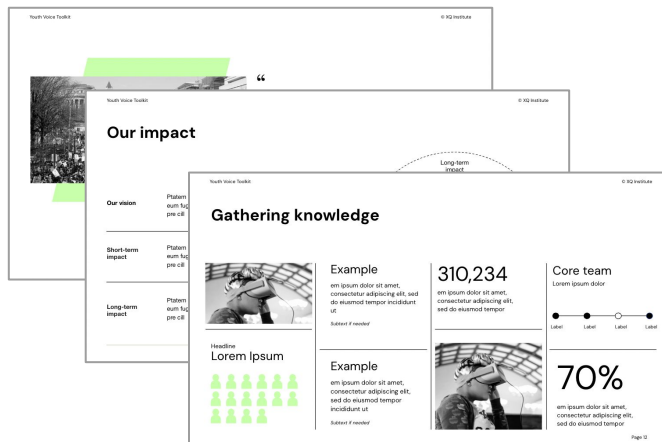 Youth Voice Toolkit
© XQ Institute
“
Youth Voice Toolkit
© XQ Institute
Our impact
Long-term
impact
Our vision
Ptatem
eum fug
pre cill
Short-term
impact
Ptatem
eum fug
pre cill
Long-term
impact
Ptatem
eum fug
pre cill
Youth Voice Toolkit
© XQ Institute
Gathering knowledge
Headline
Lorem Ipsum
Example
em ipsum dolor sit amet,
consectetur adipiscing elit, sed
do eiusmod tempor incididunt
ut
Subtext if needed
Example
em ipsum dolor sit amet,
consectetur adipiscing elit,
sed do eiusmod tempor
incididunt ut
Subtext if needed
310,234
em ipsum dolor sit amet,
consectetur adipiscing elit,
sed do eiusmod tempor
Core team
Lorem ipsum dolor
Label Label Label Label
70%
em ipsum dolor sit amet,
consectetur adipiscing elit,
sed do eiusmod tempor
Page 12